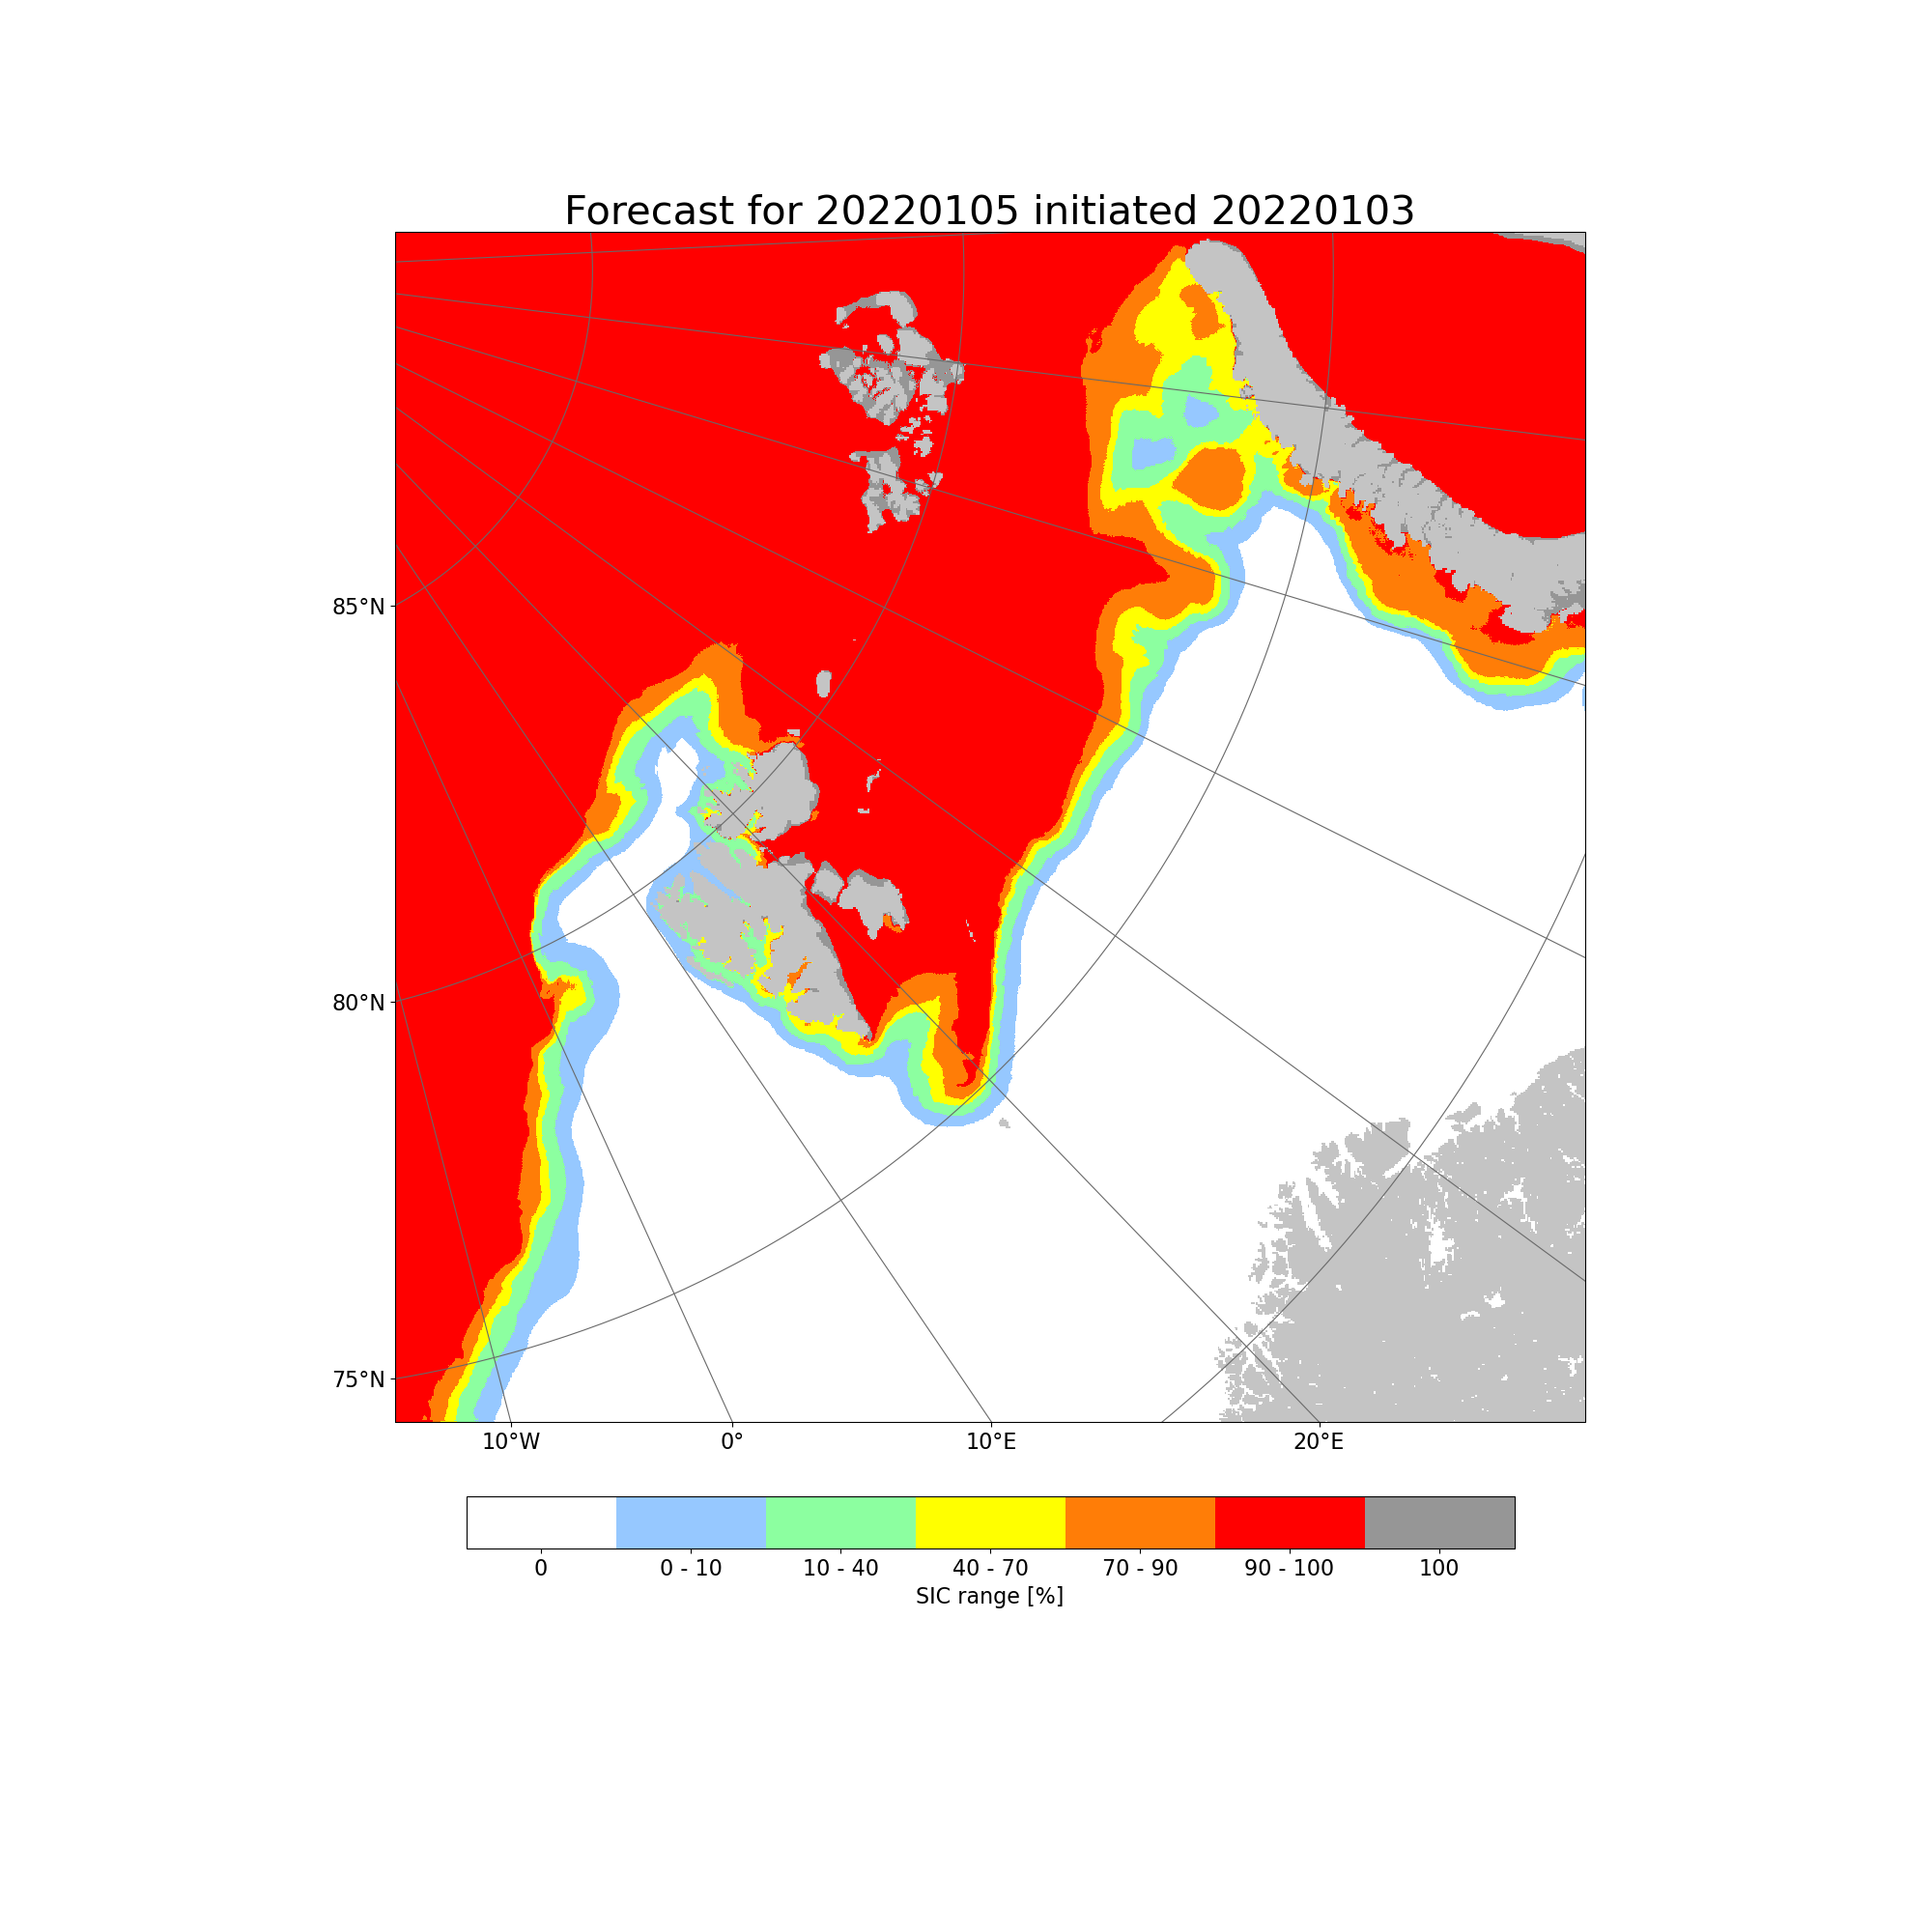 Forecast for 20220105 initiated 20220103
85°N
80°N
75°N
10°W 0° 10°E 20°E
0 0 - 10 10 - 40 40 - 70 70 - 90 90 - 100 100
SIC range [%]